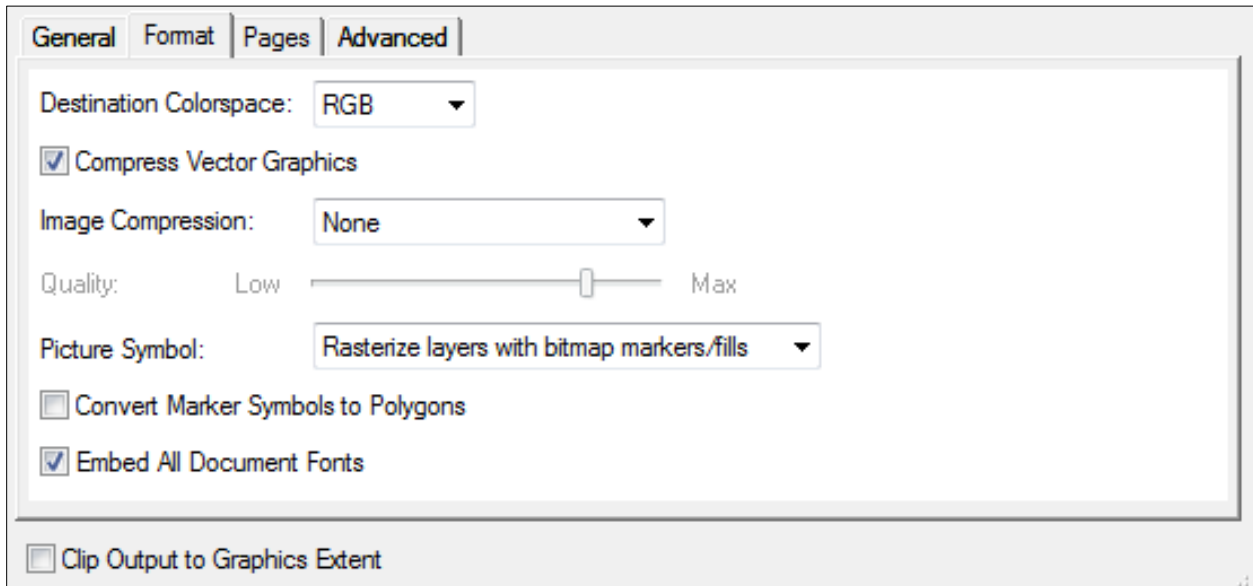 General Format Pages Advanced
Destination Colorspace: RGB
Compress Vector Graphics
Image Compression: None
Quality: Low Max
Picture Symbol: Rasterize layers with bitmap markers/fills
Convert Marker Symbols to Polygons
Embed All Document Fonts
Clip Output to Graphics Extent